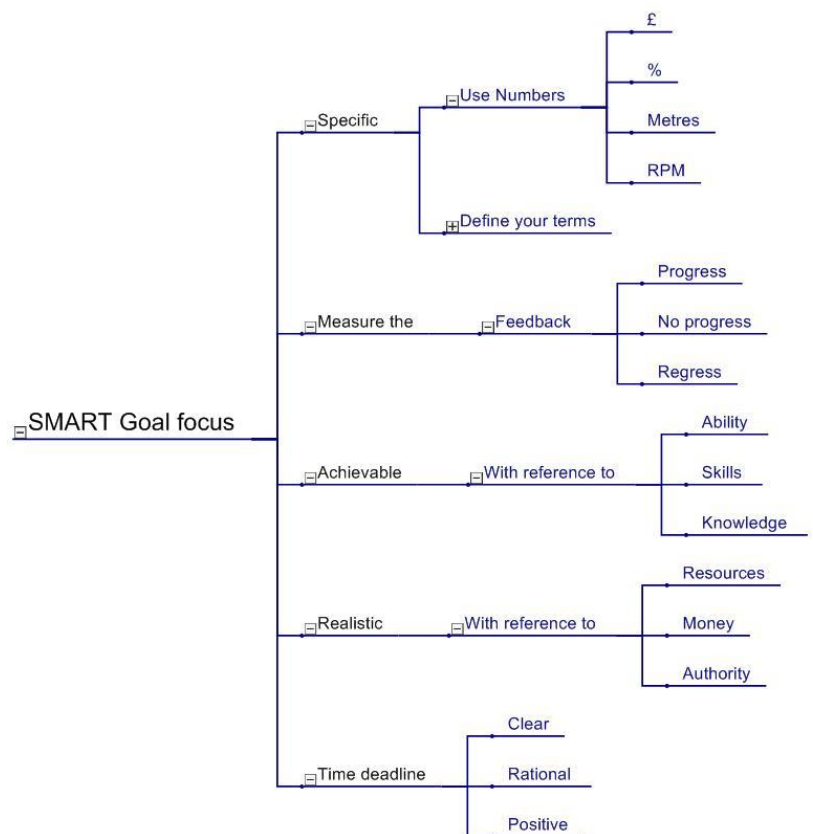 £
%
Use Numbers
Specific
Metres
RPM
Define your terms
Progress
Measure the
Feedback
No progress
Regress
SMART Goal focus
Ability
Achievable
With reference to
Skills
Knowledge
Resources
Realistic
With reference to
Money
Authority
Clear
Time deadline
Rational
Positive